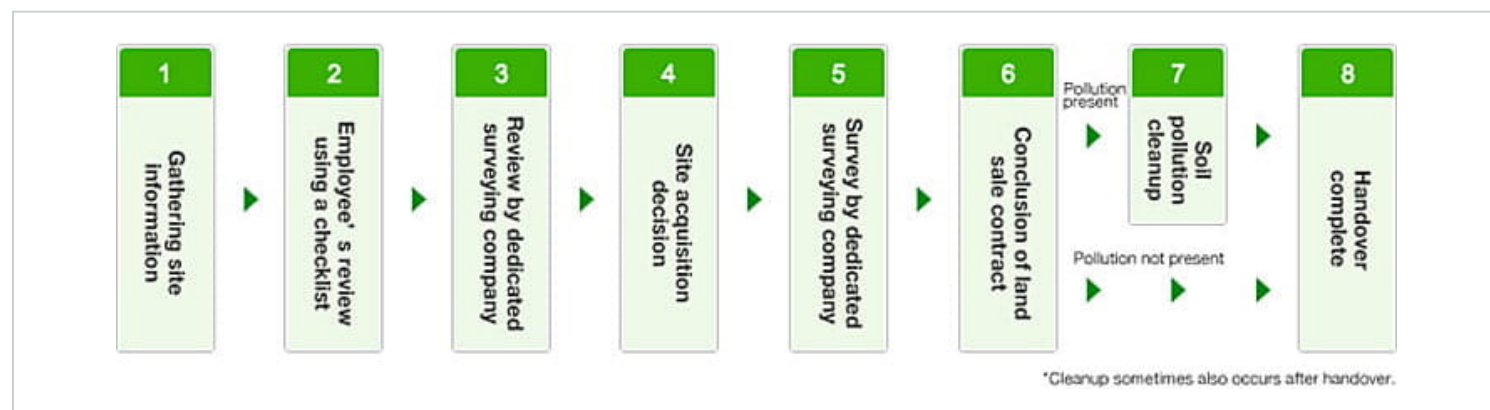 1
Gathering site
information
2
Employee's review
using a checklist
3
Review by dedicated
surveying company
4
Site acquisition
decision
5
Survey by dedicated
surveying company
6
Conclusion of land
sale contract
Pollution
present
7
Soil
pollution
cleanup
Pollution not present
8
Handover
complete
*Cleanup sometimes also occurs after handover.